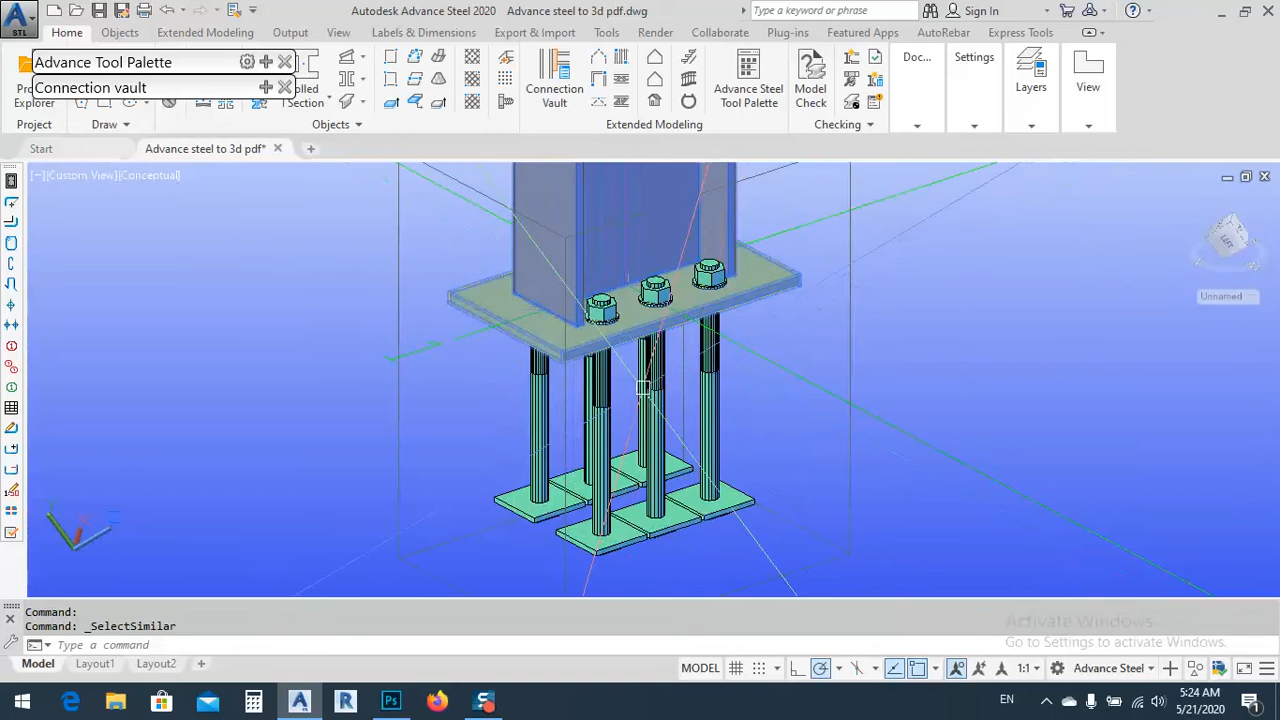 Autodesk Advance Steel 2020 Advance steel to 3d pdf.dwg
Type a keyword or phrase
Sign In
STL
Home Objects Extended Modeling Output View Labels & Dimensions Export & Import Tools Render Collaborate Plug-ins Featured Apps AutoRebar Express Tools
Advance Tool Palette
Connection vault
Explorer
Section
Connection
Vault
Advance Steel
Tool Palette
Model
Check
Doc...
Layers
View
Project Draw Objects Extended Modeling Checking
Start Advance steel to 3d pdf*
[−][Custom View][Conceptual]
LEFT
Unnamed
Command:
Command: _SelectSimilar
Type a command
Activate Windows
Go to Settings to activate Windows.
Model Layout1 Layout2
MODEL 1:1 Advance Steel
EN 5:24 AM
5/21/2020